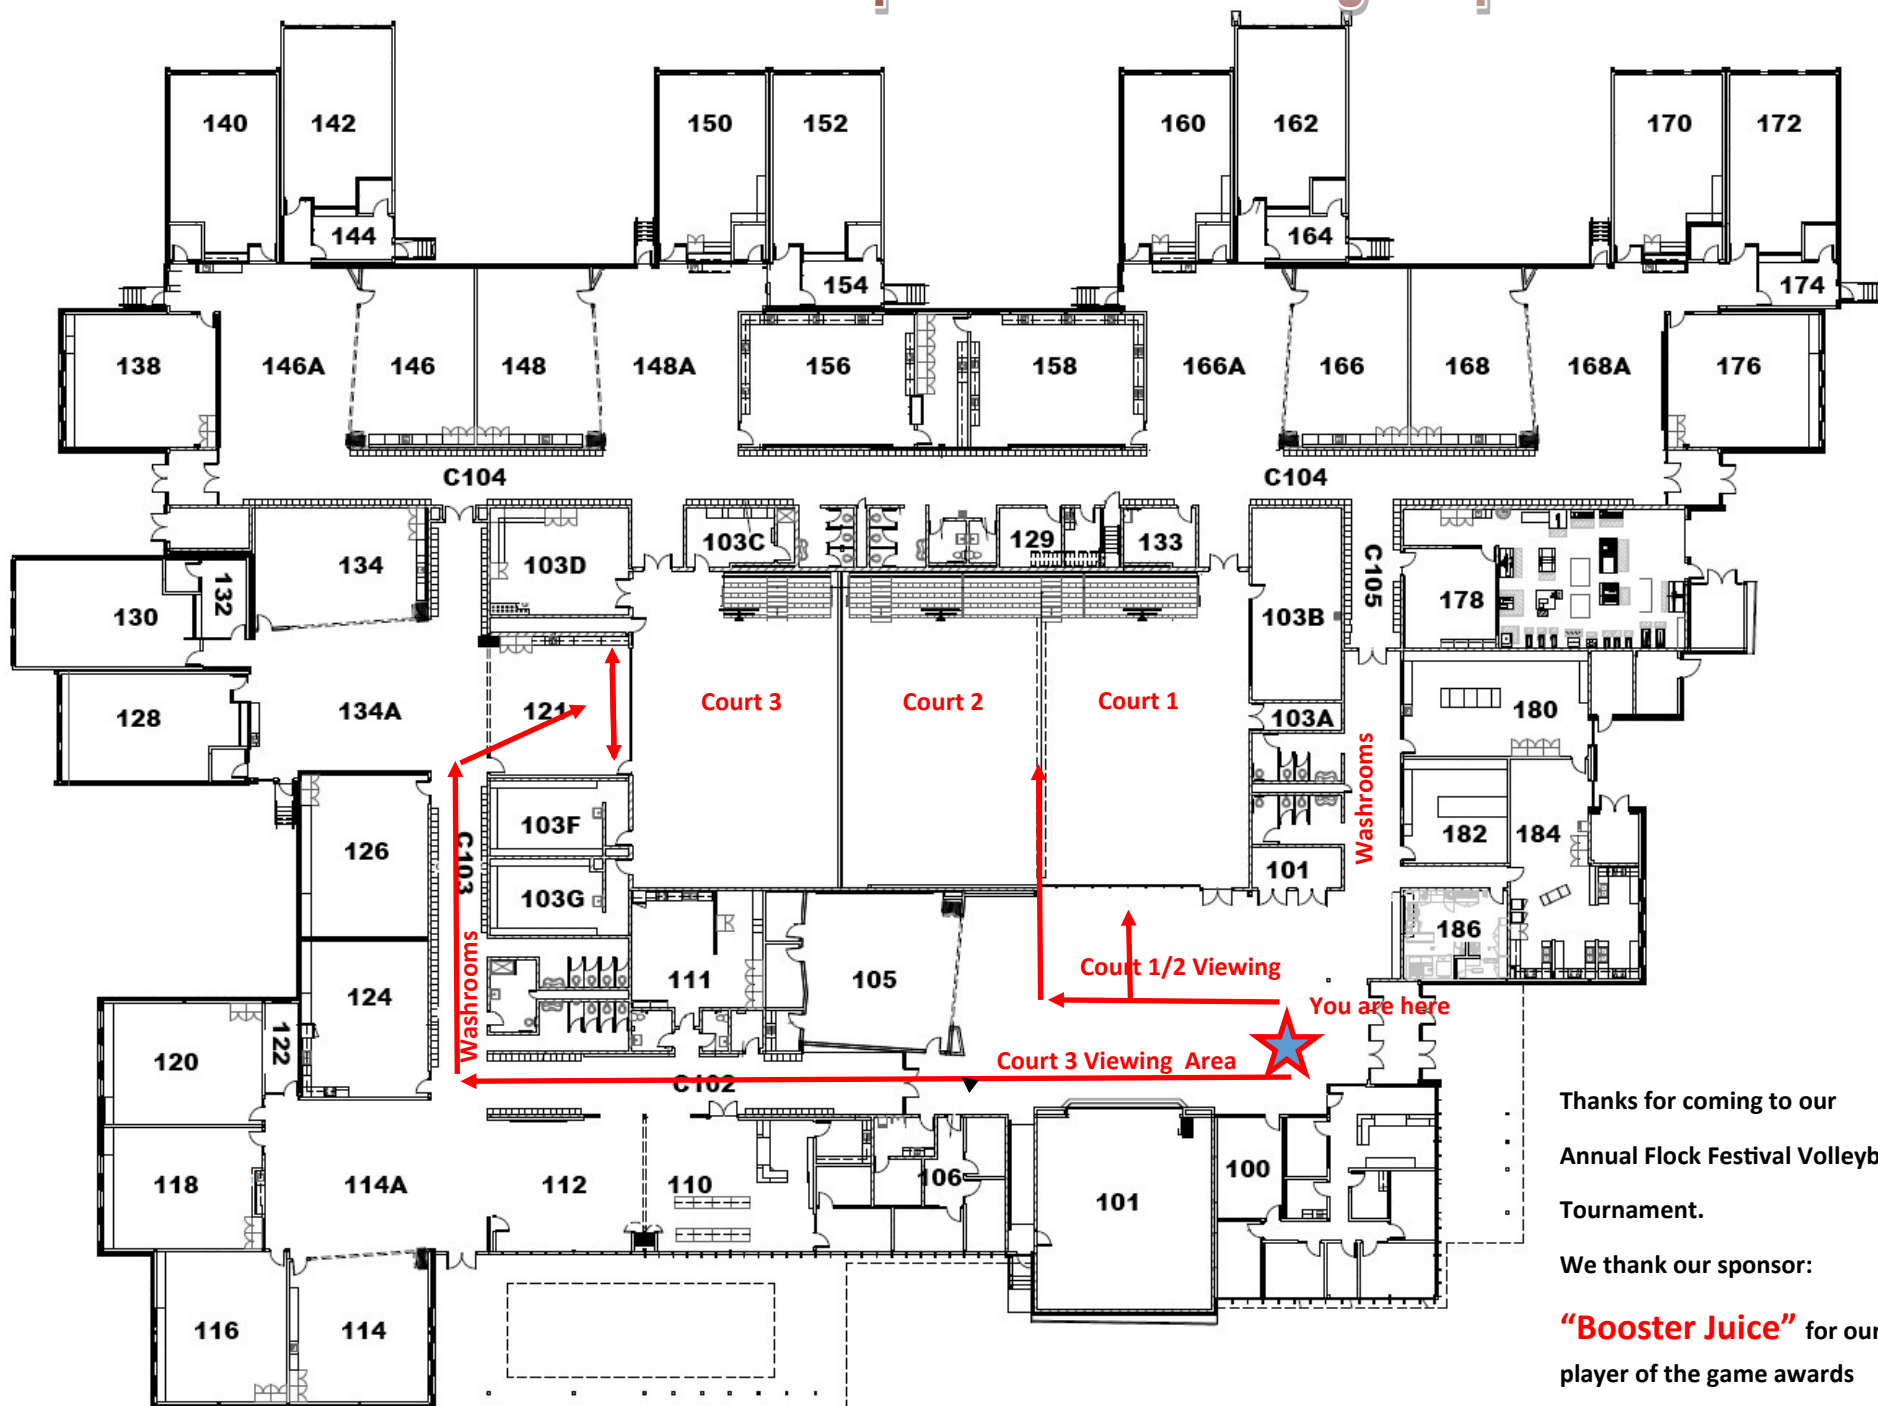 140
142
150
152
160
162
170
172
144
154
164
174
138
146A
146
148
148A
156
158
166A
166
168
168A
176
C104
C104
134
103D
103C
129
133
103B
C105
178
130
132
128
134A
121
Court 3
Court 2
Court 1
103A
180
Washrooms
126
C103
103F
103G
101
182
184
186
124
Washrooms
111
105
Court 1/2 Viewing
You are here
Court 3 Viewing Area
120
122
C102
118
114A
112
110
106
101
100
116
114
Thanks for coming to our
Annual Flock Festival Volleyb
Tournament.
We thank our sponsor:
“Booster Juice” for our
player of the game awards